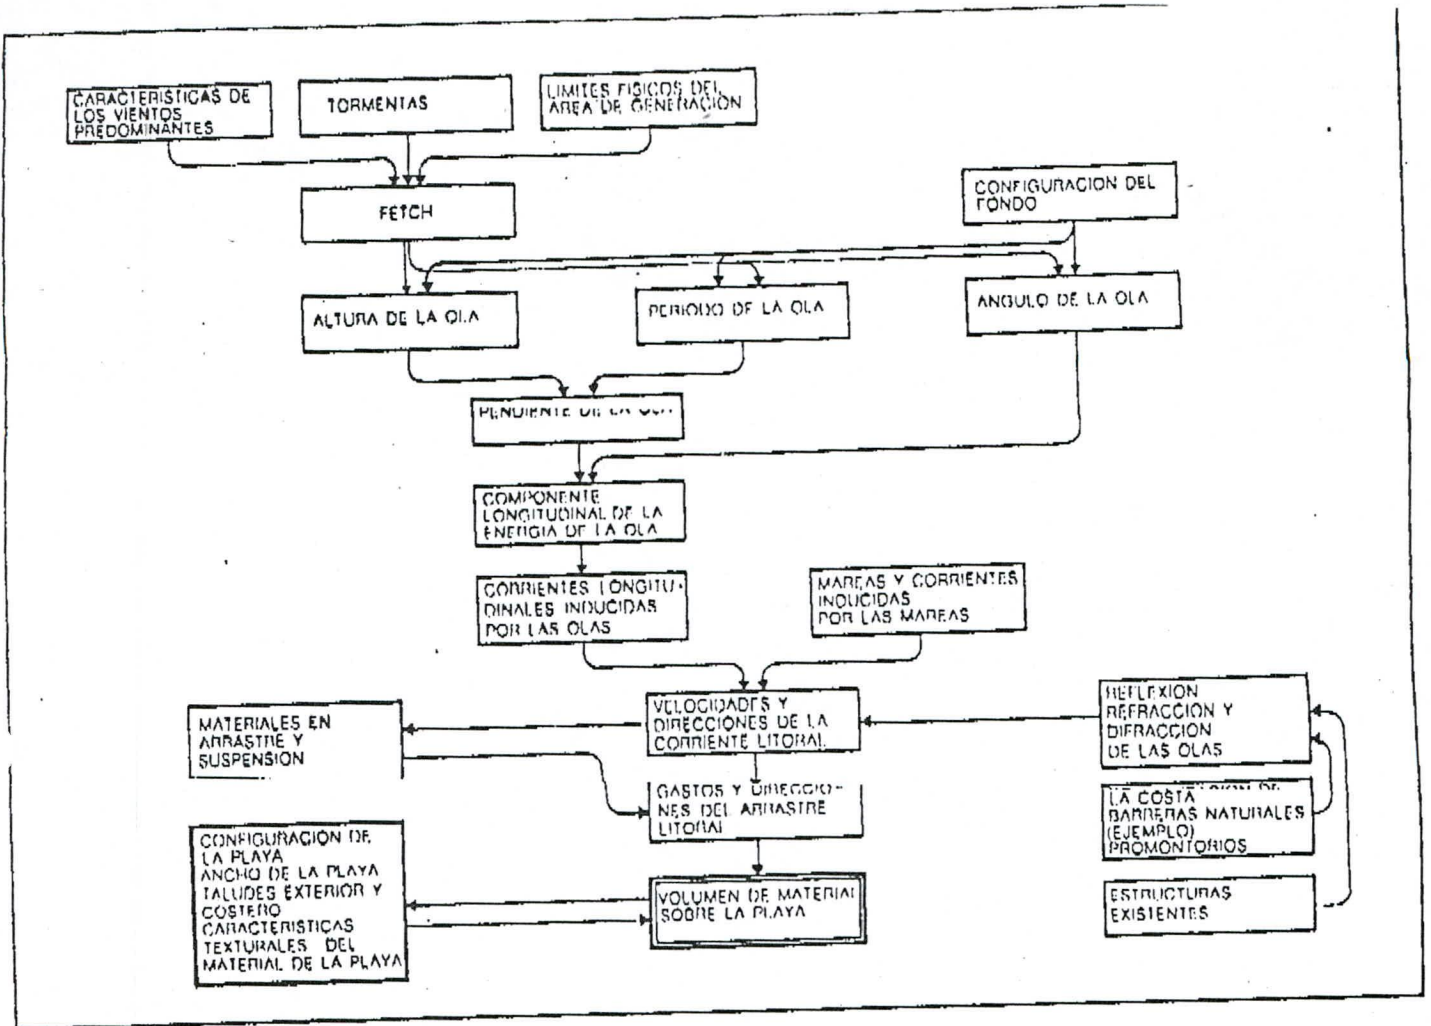 CARACTERISTICAS DE
LOS VIENTOS
PREDOMINANTES
TORMENTAS
LIMITES FISICOS DEL
AREA DE GENERACION
FETCH
CONFIGURACION DEL
FONDO
ALTURA DE LA OLA
PERIODO DE LA OLA
ANGULO DE LA OLA
PENDIENTE DE LA OLA
COMPONENTE
LONGITUDINAL DE LA
ENERGIA DE LA OLA
CORRIENTES LONGITU-
DINALES INDUCIDAS
POR LAS OLAS
MAREAS Y CORRIENTES
INDUCIDAS
POR LAS MAREAS
MATERIALES EN
ARRASTRE Y
SUSPENSION
VELOCIDADES Y
DIRECCIONES DE LA
CORRIENTE LITORAL
REFLEXION
REFRACCION Y
DIFRACCION
DE LAS OLAS
GASTOS Y DIRECCIO-
NES DEL ARRASTRE
LITORAL
DE
LA COSTA
BARRERAS NATURALES
(EJEMPLO)
PROMONTORIOS
CONFIGURACION DE
LA PLAYA
ANCHO DE LA PLAYA
TALUDES EXTERIOR Y
COSTERO
CARACTERISTICAS
TEXTURALES DEL
MATERIAL DE LA PLAYA
VOLUMEN DE MATERIAL
SOBRE LA PLAYA
ESTRUCTURAS
EXISTENTES